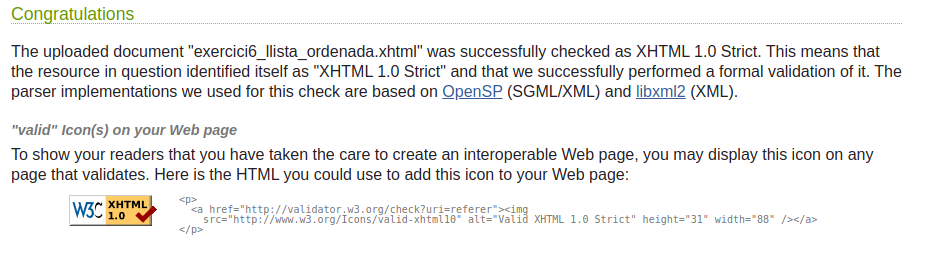 Congratulations
The uploaded document "exercici6_llista_ordenada.xhtml" was successfully checked as XHTML 1.0 Strict. This means that
the resource in question identified itself as "XHTML 1.0 Strict" and that we successfully performed a formal validation of it. The
parser implementations we used for this check are based on OpenSP (SGML/XML) and libxml2 (XML).
"valid" Icon(s) on your Web page
To show your readers that you have taken the care to create an interoperable Web page, you may display this icon on any
page that validates. Here is the HTML you could use to add this icon to your Web page:
W3C XHTML 1.0
<p>
<a href="http://validator.w3.org/check?uri=referer"><img
src="http://www.w3.org/Icons/valid-xhtml10" alt="Valid XHTML 1.0 Strict" height="31" width="88" /></a>
</p>